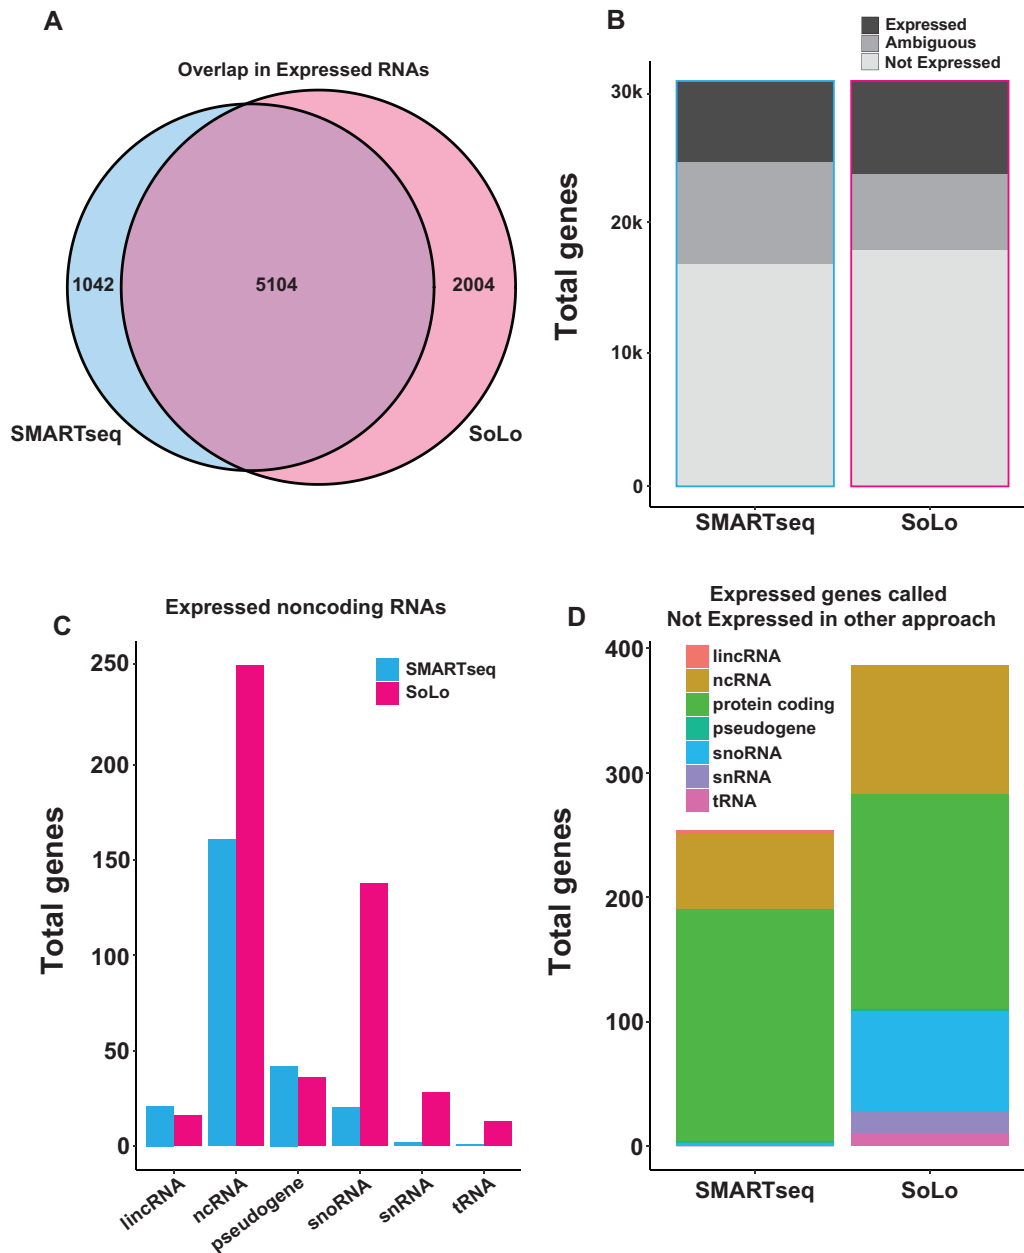 A
Overlap in Expressed RNAs
1042
5104
2004
SMARTseq
SoLo
B
Expressed
Ambiguous
Not Expressed
Total genes
30k
20k
10k
0
SMARTseq
SoLo
C
Expressed noncoding RNAs
SMARTseq
SoLo
Total genes
250
200
150
100
50
0
lincRNA
ncRNA
pseudogene
snoRNA
snRNA
tRNA
D
Expressed genes called
Not Expressed in other approach
lincRNA
ncRNA
protein coding
pseudogene
snoRNA
snRNA
tRNA
Total genes
400
300
200
100
0
SMARTseq
SoLo